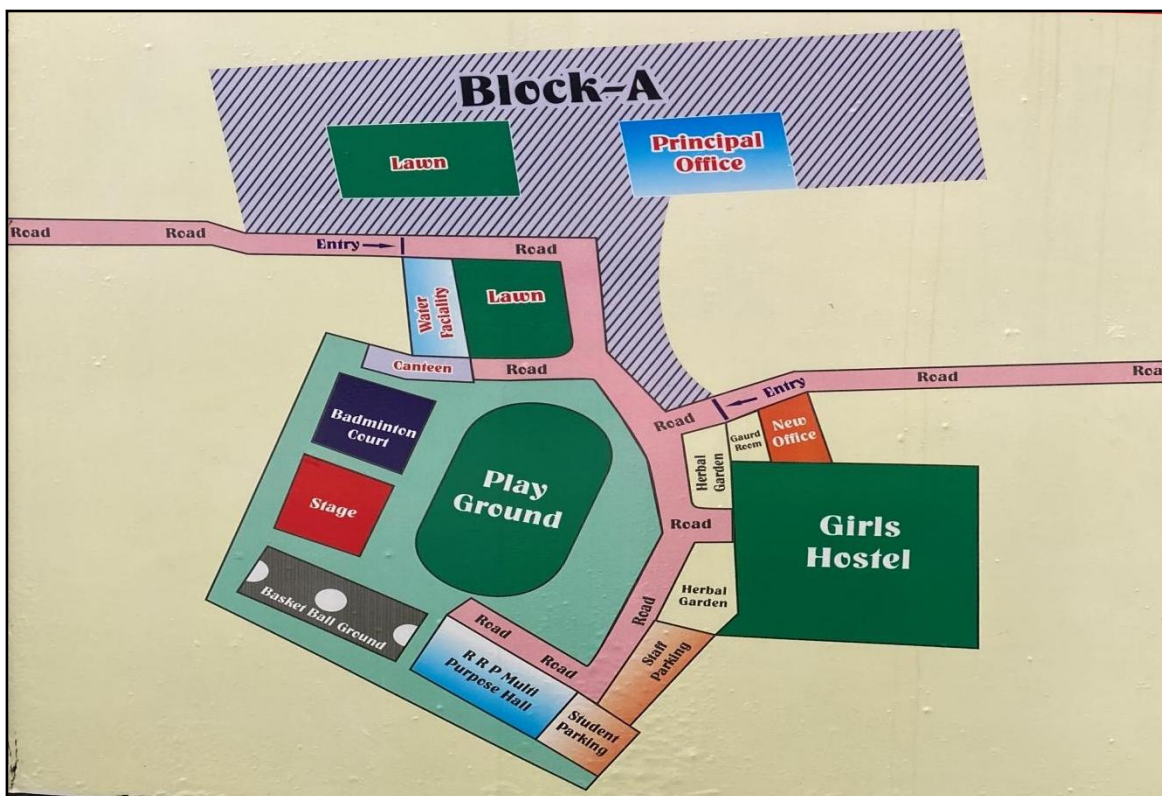 Block-A
Lawn
Principal
Office
Road
Road
Entry
Road
Water
Faciality
Lawn
Canteen
Road
Road
Entry
Road
Road
Badminton
Court
Play
Ground
Herbal
Garden
Gaurd
Room
New
Office
Stage
Road
Girls
Hostel
Basket Ball Ground
Herbal
Garden
Road
Road
Road
R R P Multi
Purpose Hall
Staff
Parking
Student
Parking